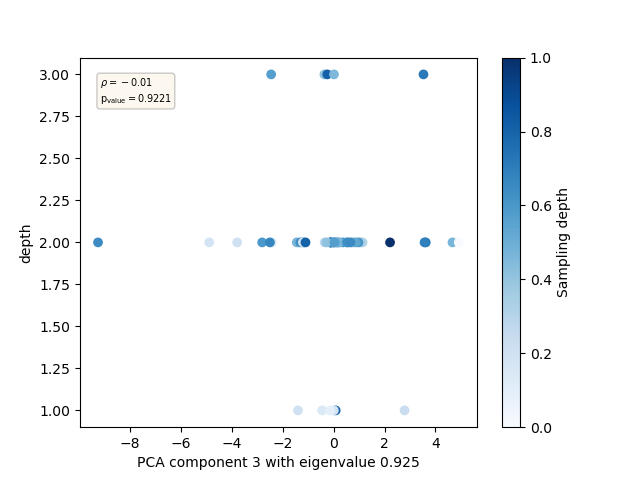 ρ = −0.01
p_value = 0.9221
3.00
2.75
2.50
2.25
2.00
1.75
1.50
1.25
1.00
depth
−8 −6 −4 −2 0 2 4
PCA component 3 with eigenvalue 0.925
1.0
0.8
0.6
0.4
0.2
0.0
Sampling depth